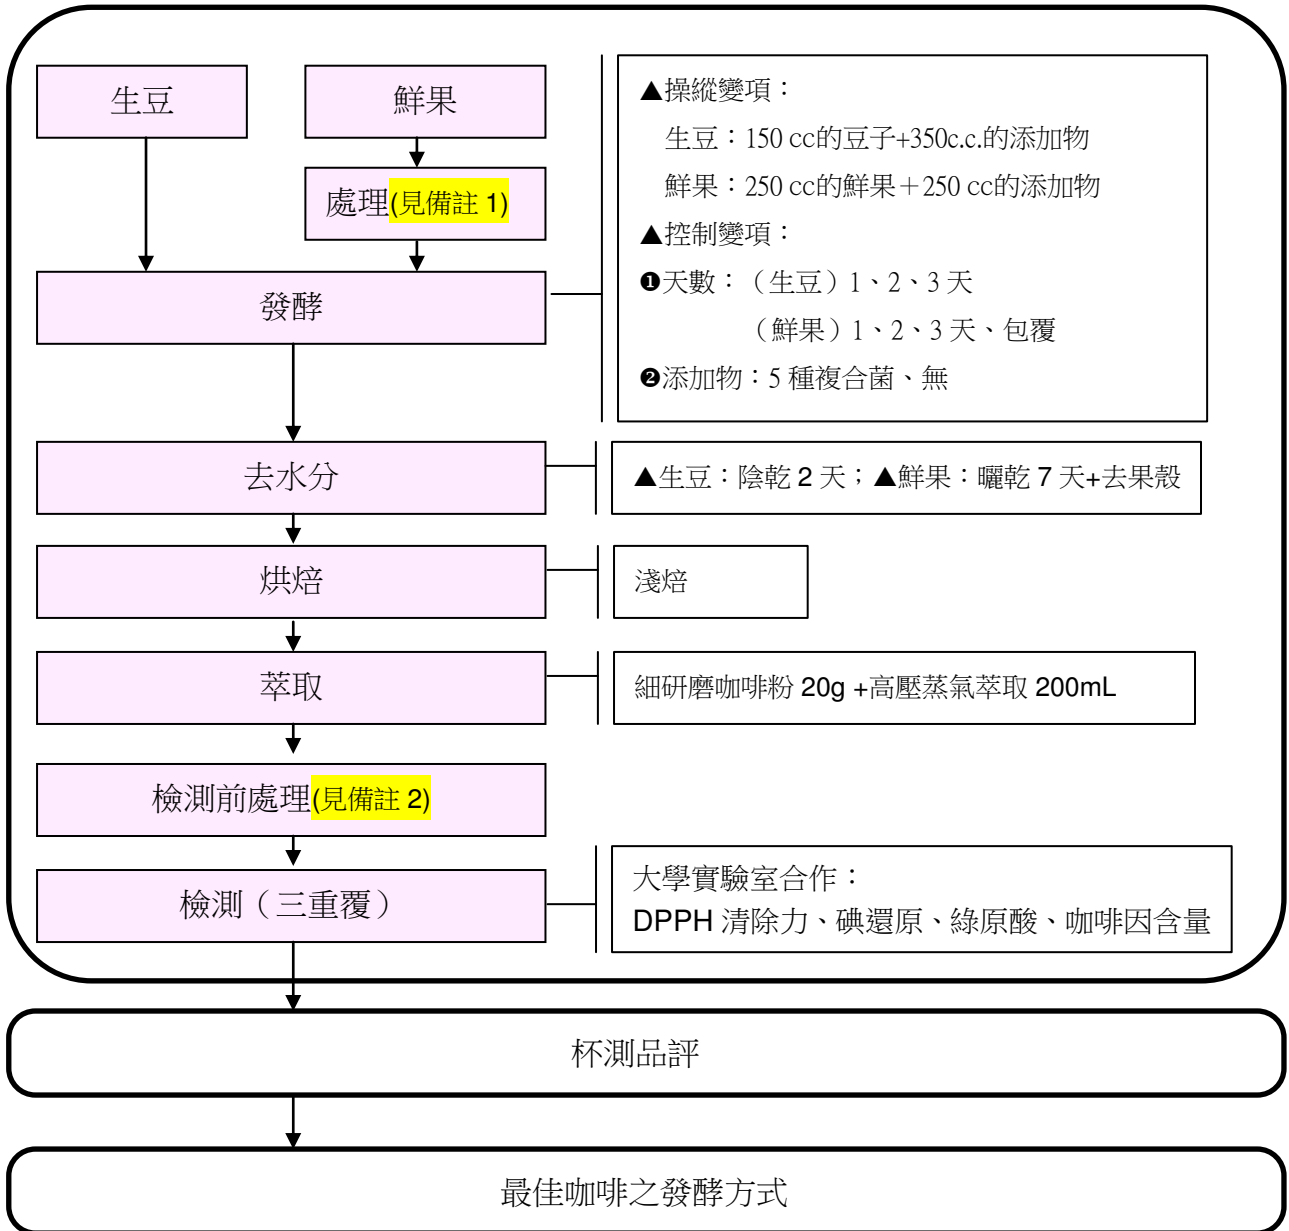 生豆
鮮果
處理(見備註 1)
發酵
▲操縱變項：
生豆：150 cc的豆子+350c.c.的添加物
鮮果：250 cc的鮮果＋250 cc的添加物
▲控制變項：
❶天數：（生豆）1、2、3 天
（鮮果）1、2、3 天、包覆
❷添加物：5 種複合菌、無
去水分
▲生豆：陰乾 2 天；▲鮮果：曬乾 7 天+去果殼
烘焙
淺焙
萃取
細研磨咖啡粉 20g +高壓蒸氣萃取 200mL
檢測前處理(見備註 2)
檢測（三重覆）
大學實驗室合作：
DPPH 清除力、碘還原、綠原酸、咖啡因含量
杯測品評
最佳咖啡之發酵方式